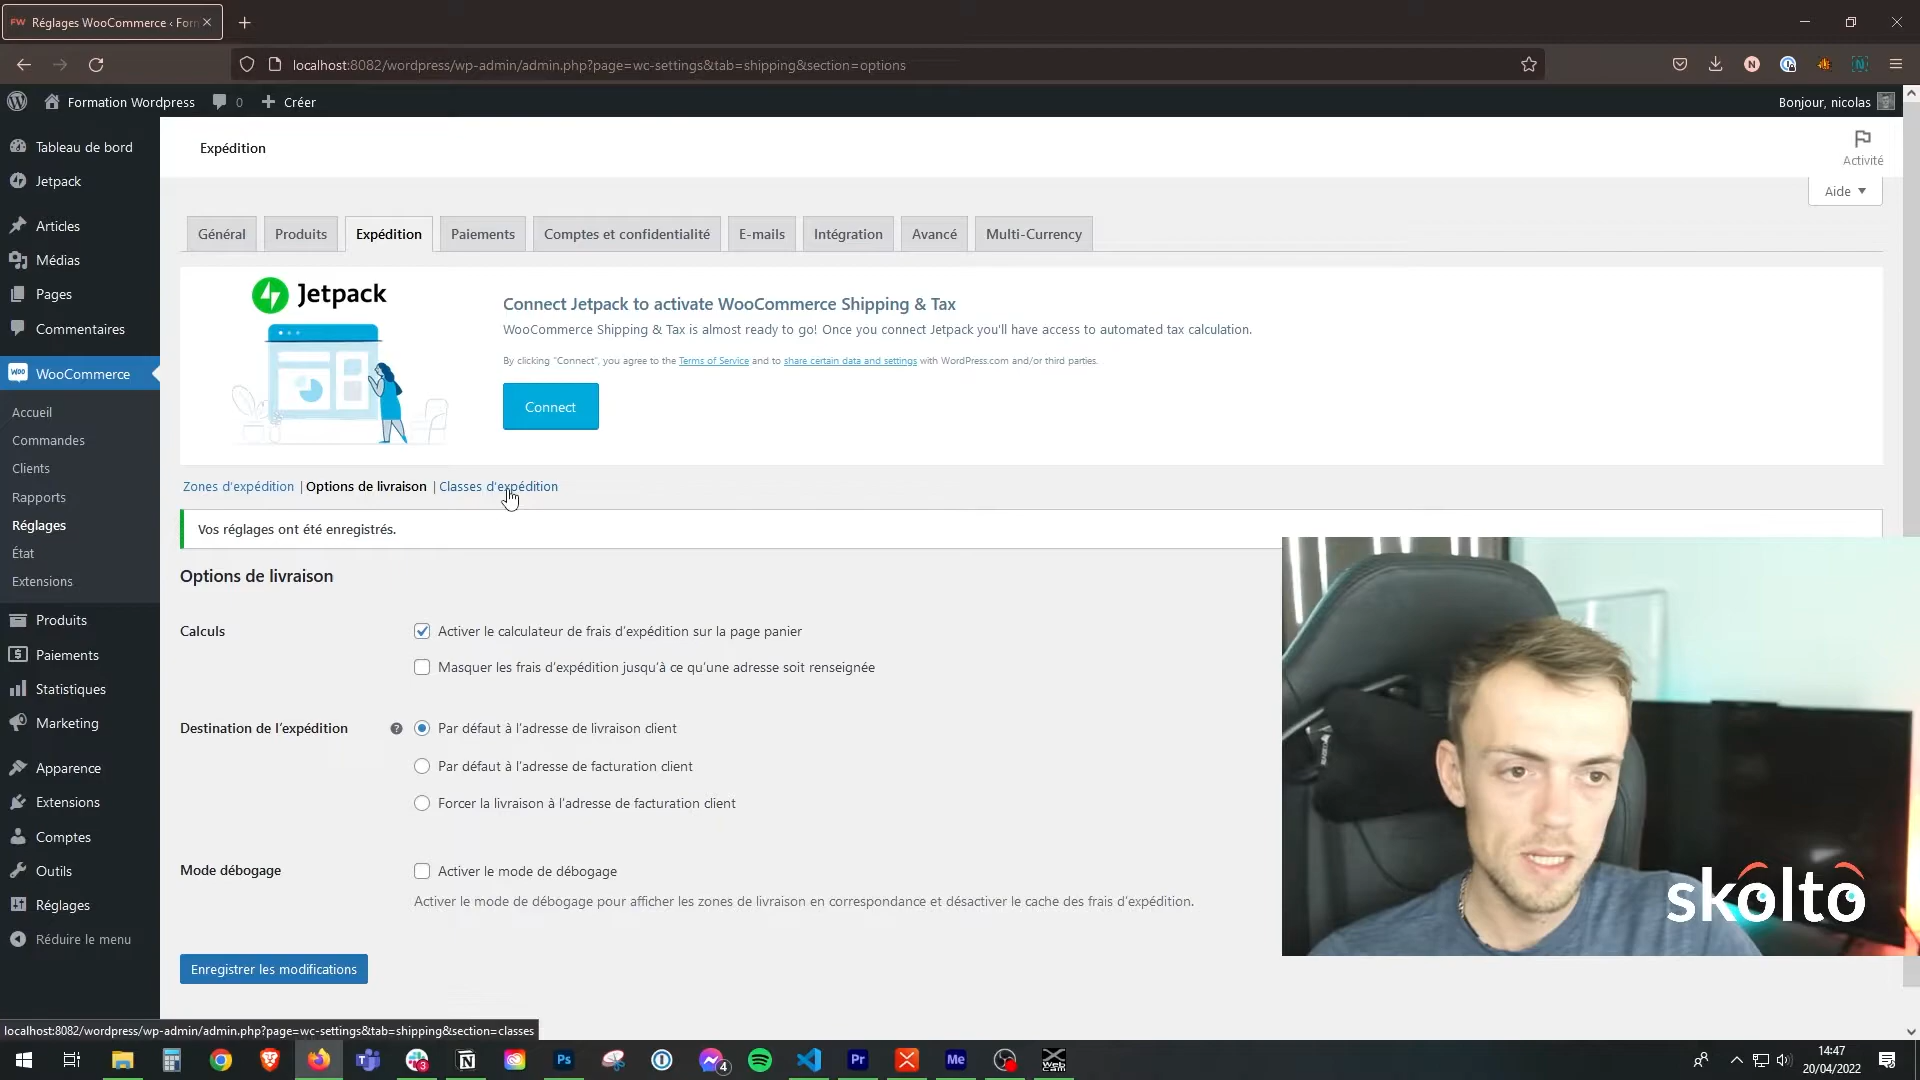 FW Réglages WooCommerce ‹ Forr
localhost:8082/wordpress/wp-admin/admin.php?page=wc-settings&tab=shipping&section=options
Formation Wordpress 0 Créer Bonjour, nicolas
Tableau de bord
Jetpack
Articles
Médias
Pages
Commentaires
WooCommerce
Accueil
Commandes
Clients
Rapports
Réglages
État
Extensions
Produits
Paiements
Statistiques
Marketing
Apparence
Extensions
Comptes
Outils
Réglages
Réduire le menu
Expédition
Activité
Aide
Général Produits Expédition Paiements Comptes et confidentialité E-mails Intégration Avancé Multi-Currency
Jetpack
Connect Jetpack to activate WooCommerce Shipping & Tax
WooCommerce Shipping & Tax is almost ready to go! Once you connect Jetpack you'll have access to automated tax calculation.
By clicking "Connect", you agree to the Terms of Service and to share certain data and settings with WordPress.com and/or third parties.
Connect
Zones d'expédition | Options de livraison | Classes d'expédition
Vos réglages ont été enregistrés.
Options de livraison
Calculs
Activer le calculateur de frais d'expédition sur la page panier
Masquer les frais d'expédition jusqu'à ce qu'une adresse soit renseignée
Destination de l'expédition
Par défaut à l'adresse de livraison client
Par défaut à l'adresse de facturation client
Forcer la livraison à l'adresse de facturation client
Mode débogage
Activer le mode de débogage
Activer le mode de débogage pour afficher les zones de livraison en correspondance et désactiver le cache des frais d'expédition.
Enregistrer les modifications
skolto
localhost:8082/wordpress/wp-admin/admin.php?page=wc-settings&tab=shipping&section=classes
14:47
20/04/2022